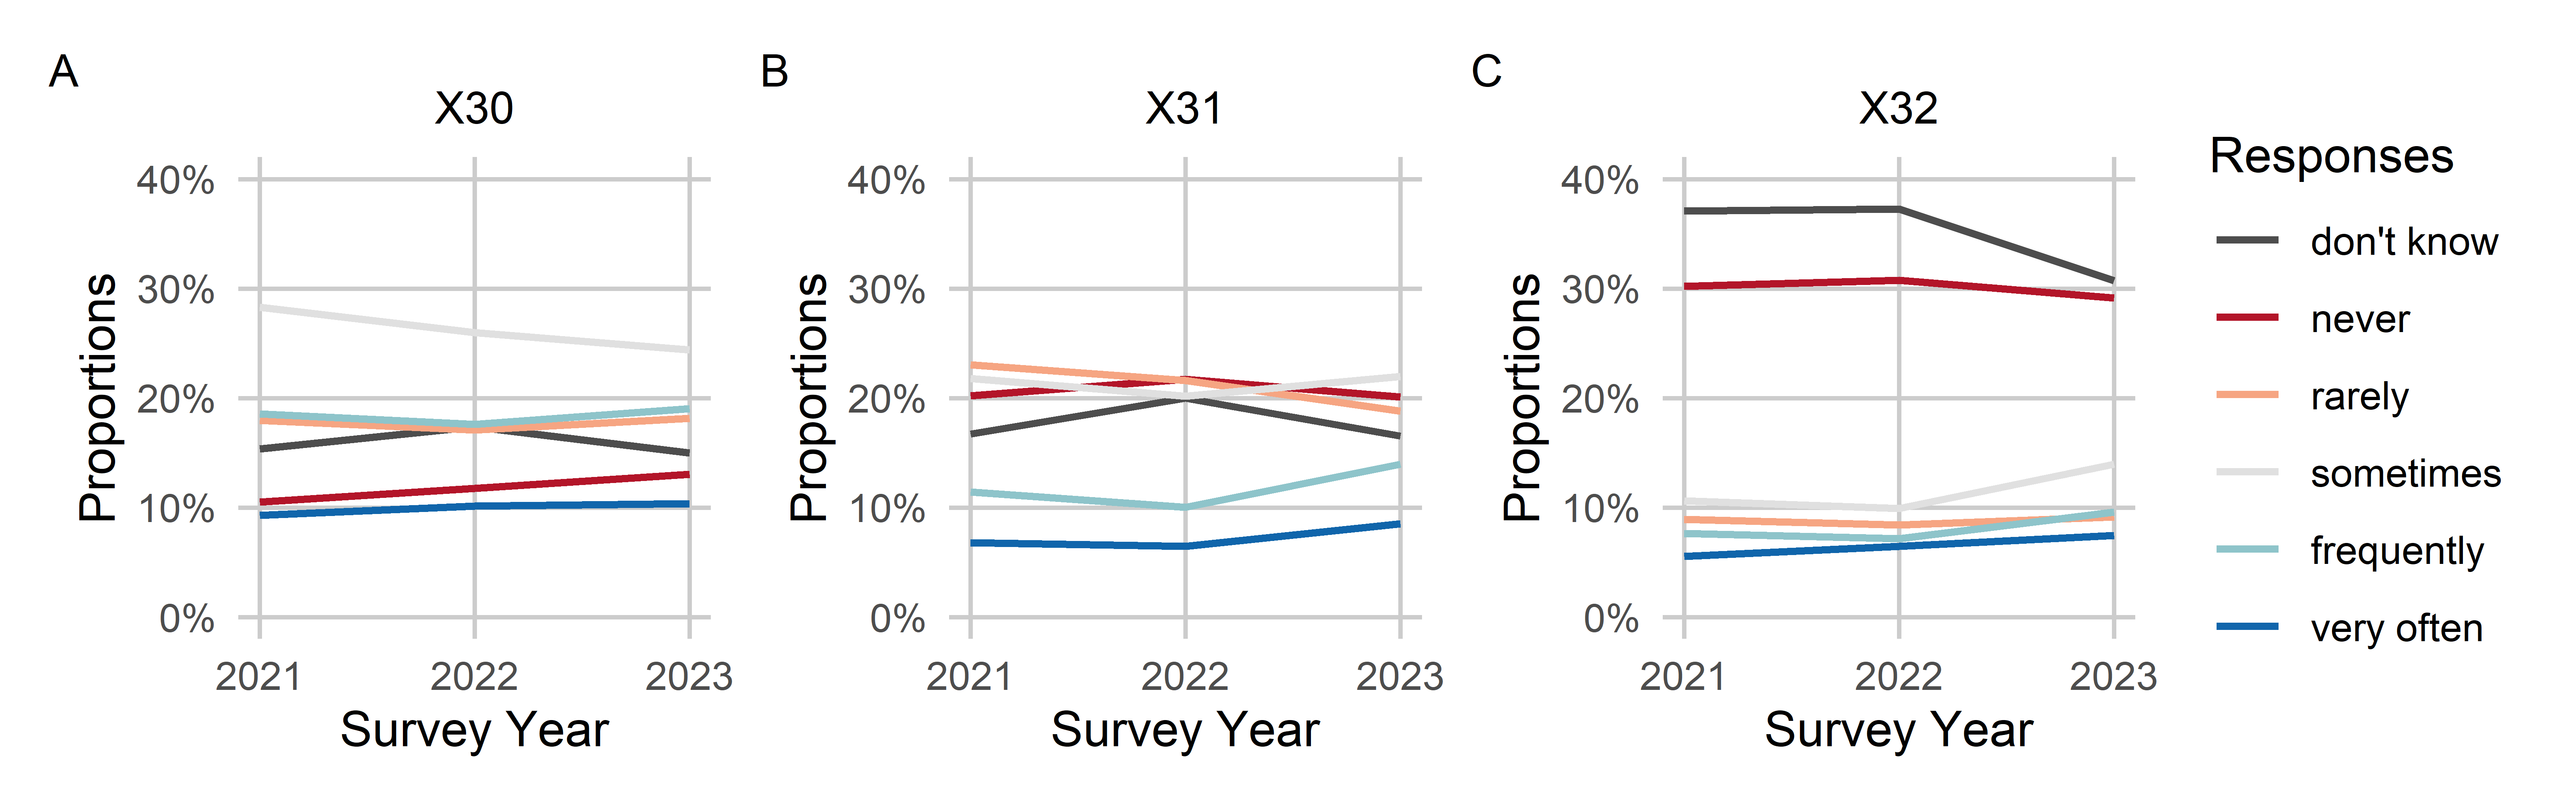 A
X30
40%
30%
20%
10%
0%
Proportions
2021 2022 2023
Survey Year
B
X31
40%
30%
20%
10%
0%
Proportions
2021 2022 2023
Survey Year
C
X32
40%
30%
20%
10%
0%
Proportions
2021 2022 2023
Survey Year
Responses
don't know
never
rarely
sometimes
frequently
very often